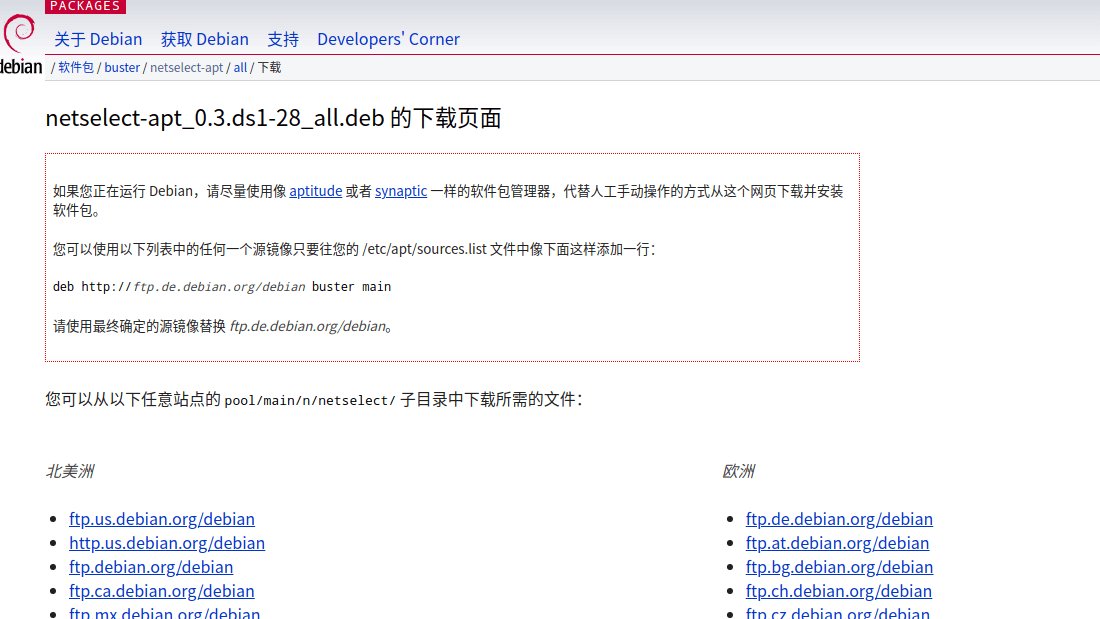 PACKAGES
关于 Debian 获取 Debian 支持 Developers' Corner
debian / 软件包 / buster / netselect-apt / all / 下载
netselect-apt_0.3.ds1-28_all.deb 的下载页面
如果您正在运行 Debian，请尽量使用像 aptitude 或者 synaptic 一样的软件包管理器，代替人工手动操作的方式从这个网页下载并安装
软件包。
您可以使用以下列表中的任何一个源镜像只要往您的 /etc/apt/sources.list 文件中像下面这样添加一行：
deb http://ftp.de.debian.org/debian buster main
请使用最终确定的源镜像替换 ftp.de.debian.org/debian。
您可以从以下任意站点的 pool/main/n/netselect/ 子目录中下载所需的文件：
北美洲
ftp.us.debian.org/debian
http.us.debian.org/debian
ftp.debian.org/debian
ftp.ca.debian.org/debian
ftp.mx.debian.org/debian
欧洲
ftp.de.debian.org/debian
ftp.at.debian.org/debian
ftp.bg.debian.org/debian
ftp.ch.debian.org/debian
ftp.cz.debian.org/debian